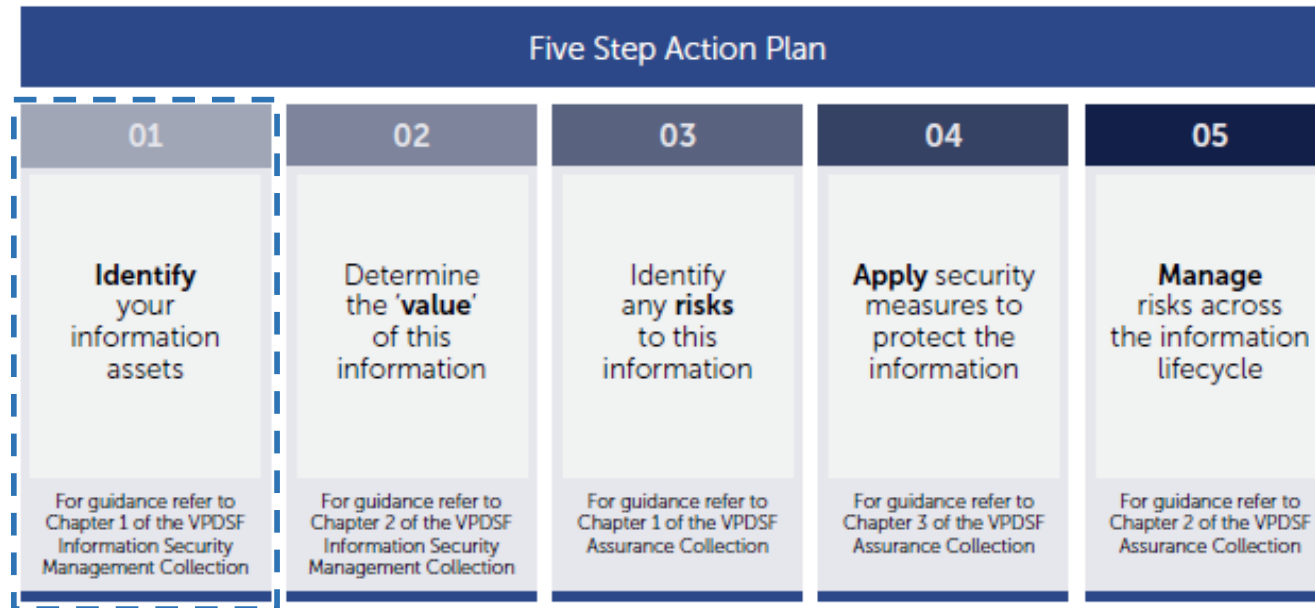 Five Step Action Plan
01
Identify
your
information
assets
For guidance refer to
Chapter 1 of the VPDSF
Information Security
Management Collection
02
Determine
the ‘value’
of this
information
For guidance refer to
Chapter 2 of the VPDSF
Information Security
Management Collection
03
Identify
any risks
to this
information
For guidance refer to
Chapter 1 of the VPDSF
Assurance Collection
04
Apply security
measures to
protect the
information
For guidance refer to
Chapter 3 of the VPDSF
Assurance Collection
05
Manage
risks across
the information
lifecycle
For guidance refer to
Chapter 2 of the VPDSF
Assurance Collection